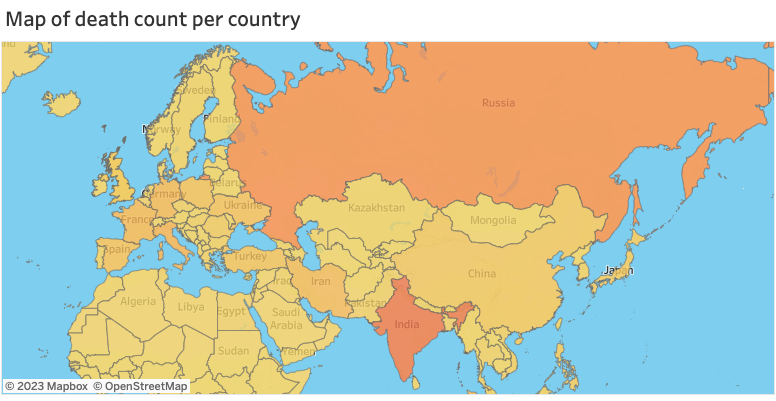 Map of death count per country
Russia
Sweden
Norway
Finland
Belarus
Germany
Ukraine
Kazakhstan
France
Mongolia
Spain
Turkey
China
Japan
Iraq
Iran
Algeria
Libya
Egypt
Saudi
Arabia
Pakistan
India
Sudan
Yemen
© 2023 Mapbox © OpenStreetMap